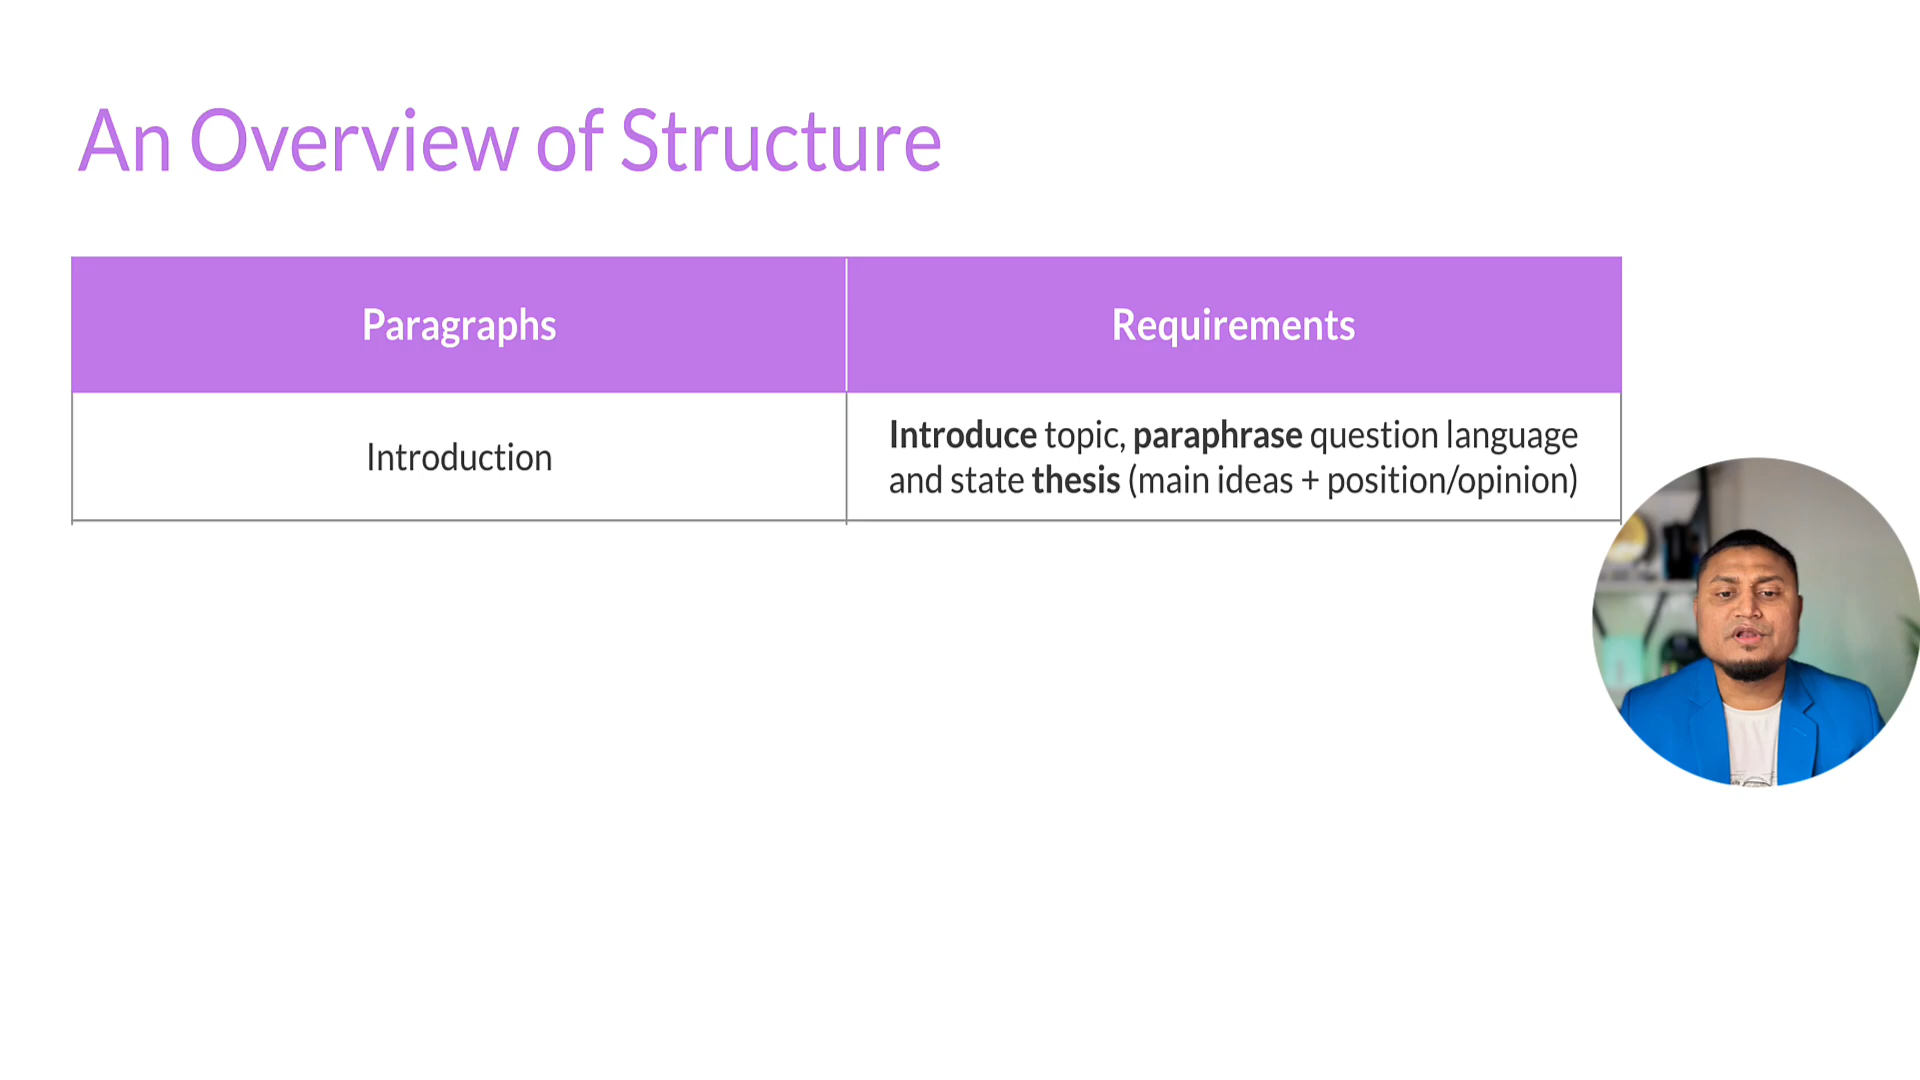 An Overview of Structure
Paragraphs
Requirements
Introduction
Introduce topic, paraphrase question language
and state thesis (main ideas + position/opinion)